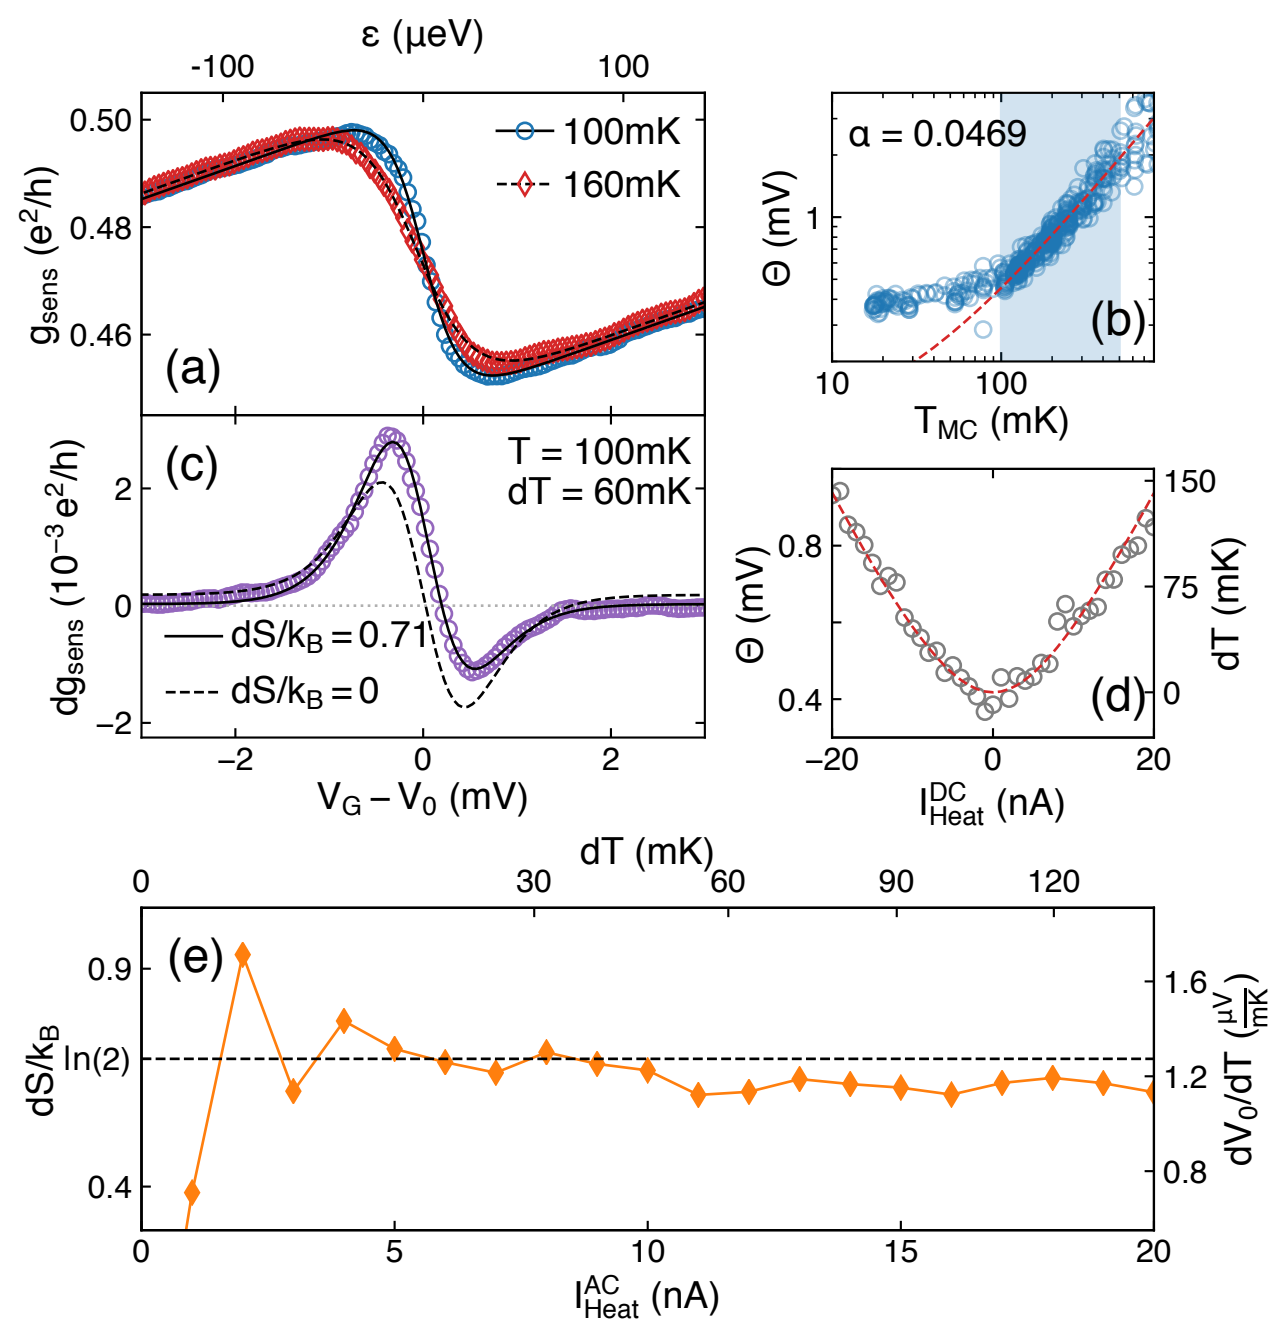 ε (μeV)
-100 100
0.50
0.48
0.46
g_sens (e²/h)
100mK
160mK
(a)
α = 0.0469
Θ (mV)
1
(b)
10 100
T_MC (mK)
(c)
T = 100mK
dT = 60mK
dg_sens (10⁻³ e²/h)
2
0
−2
dS/k_B = 0.71
dS/k_B = 0
−2 0 2
V_G – V_0 (mV)
Θ (mV)
0.8
0.4
150
75
0
dT (mK)
(d)
−20 0 20
I_Heat^DC (nA)
dT (mK)
0 30 60 90 120
(e)
dS/k_B
0.9
ln(2)
0.4
1.6
1.2
0.8
dV_0/dT (μV/mK)
0 5 10 15 20
I_Heat^AC (nA)